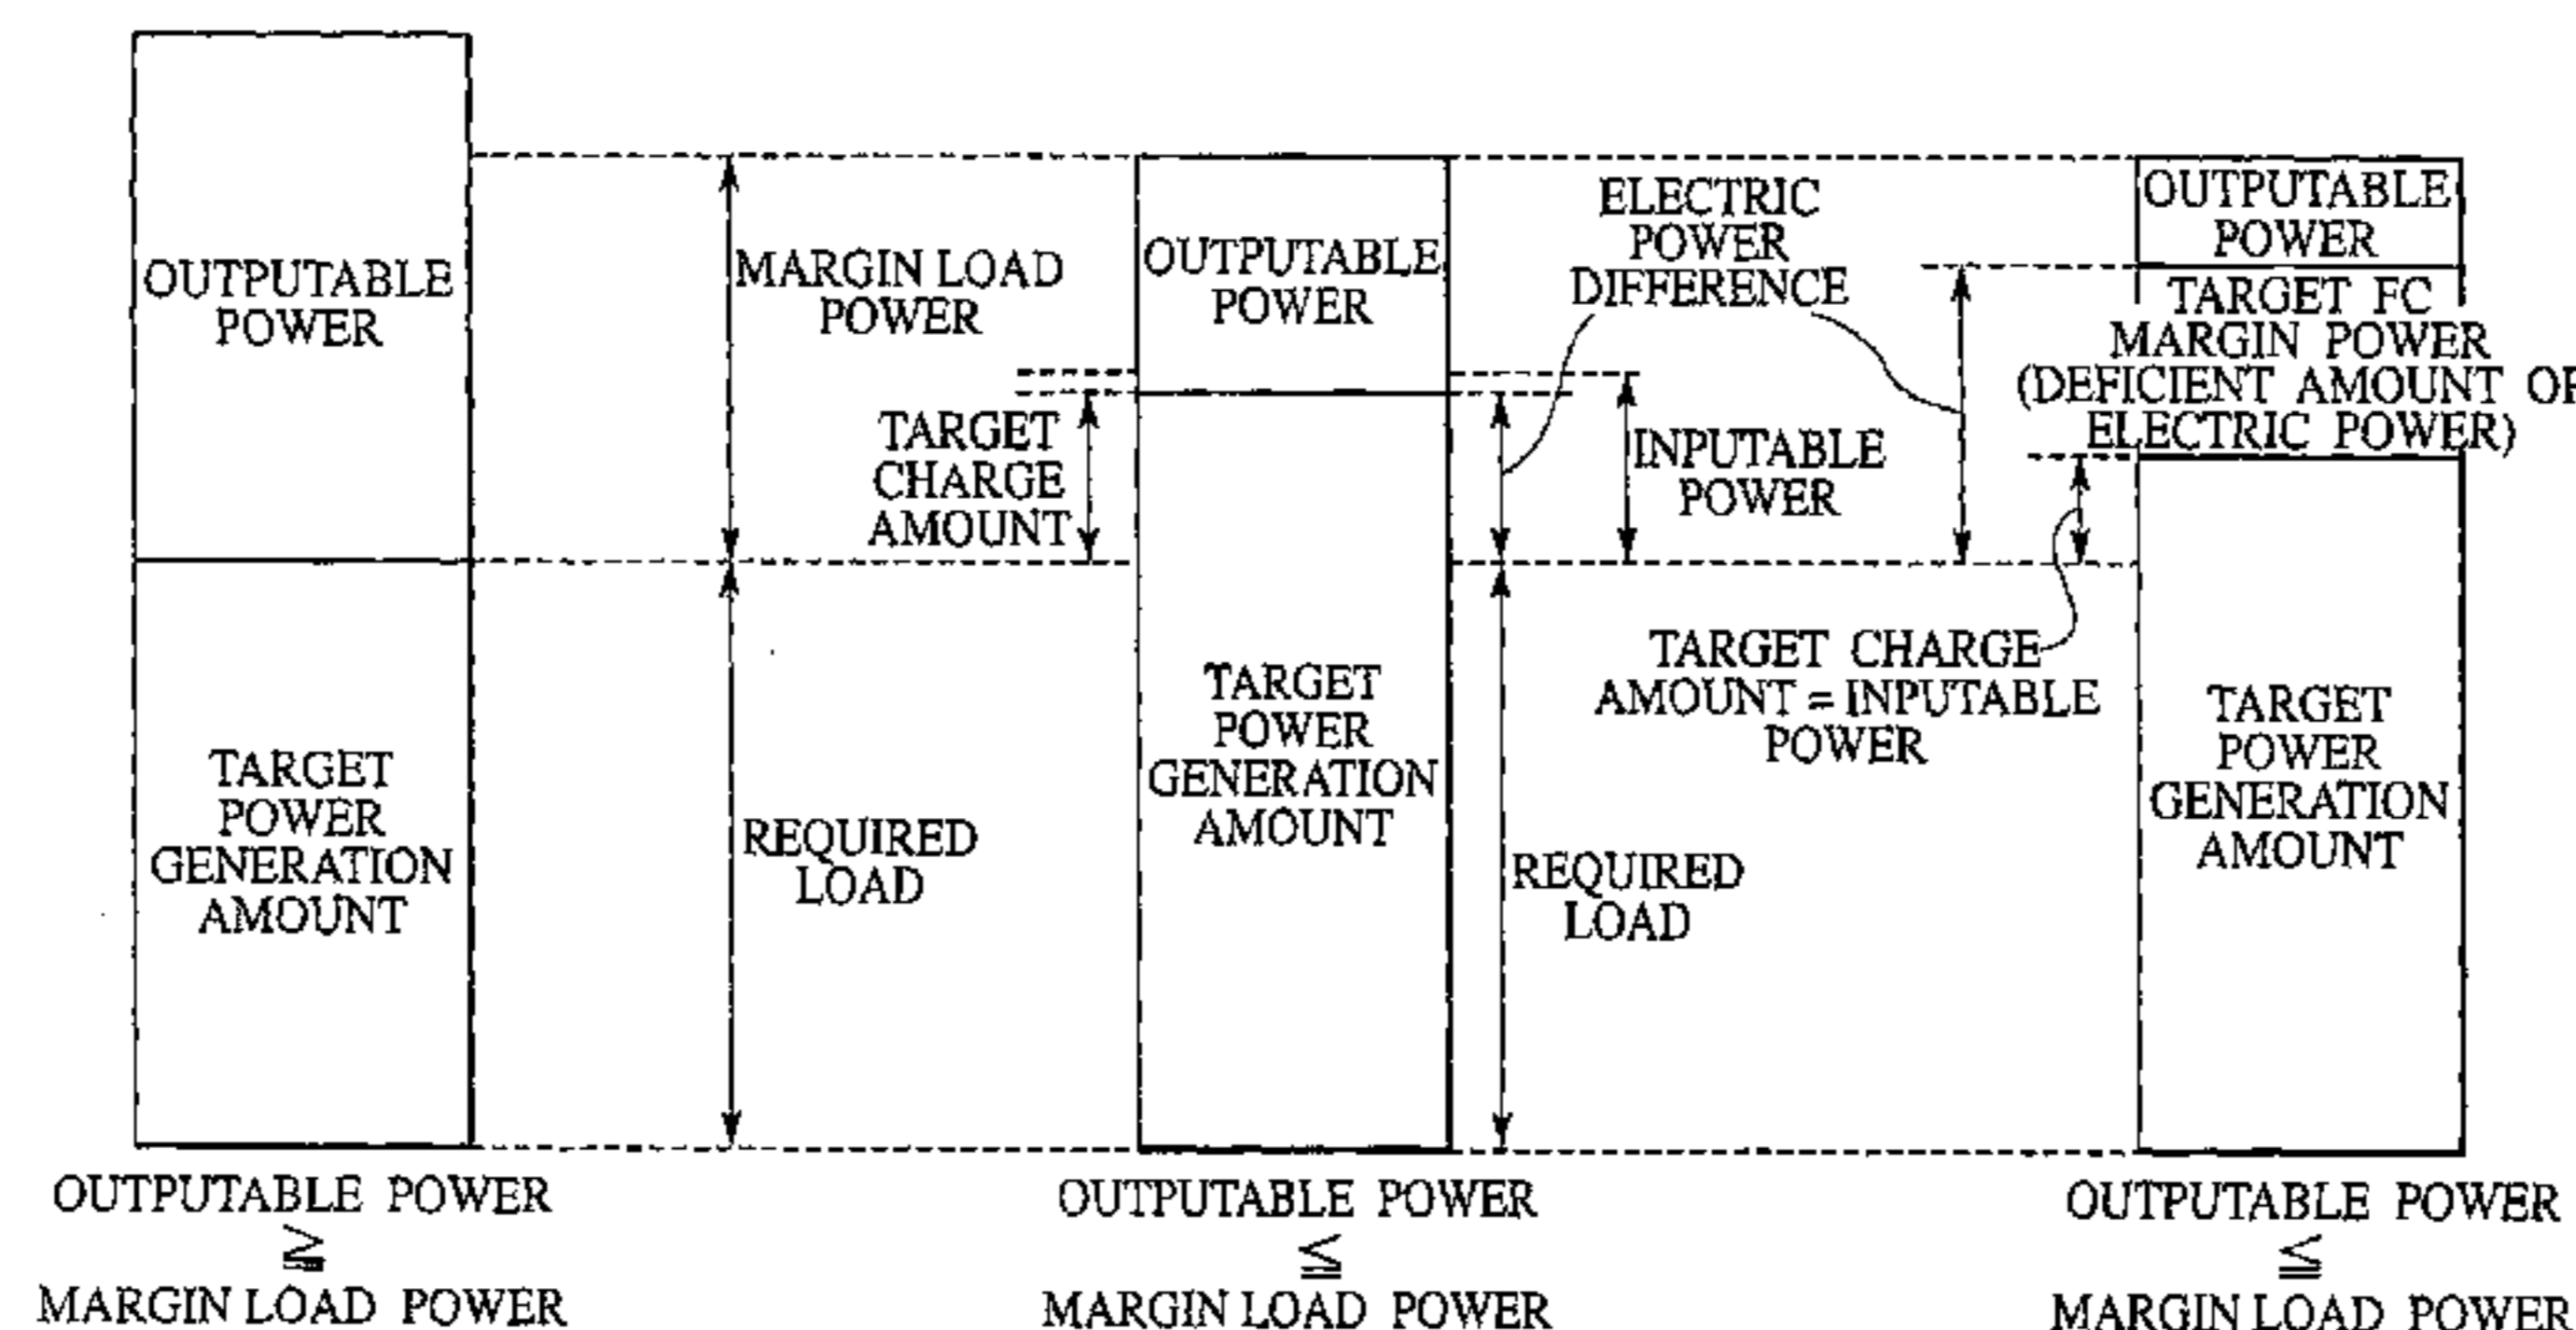 OUTPUTABLE
POWER
TARGET
POWER
GENERATION
AMOUNT
OUTPUTABLE POWER
≧
MARGIN LOAD POWER
MARGIN LOAD
POWER
REQUIRED
LOAD
TARGET
CHARGE
AMOUNT
OUTPUTABLE
POWER
TARGET
POWER
GENERATION
AMOUNT
OUTPUTABLE POWER
≦
MARGIN LOAD POWER
ELECTRIC
POWER
DIFFERENCE
INPUTABLE
POWER
REQUIRED
LOAD
TARGET CHARGE
AMOUNT = INPUTABLE
POWER
OUTPUTABLE
POWER
TARGET FC
MARGIN POWER
(DEFICIENT AMOUNT OF
ELECTRIC POWER)
TARGET
POWER
GENERATION
AMOUNT
OUTPUTABLE POWER
≦
MARGIN LOAD POWER